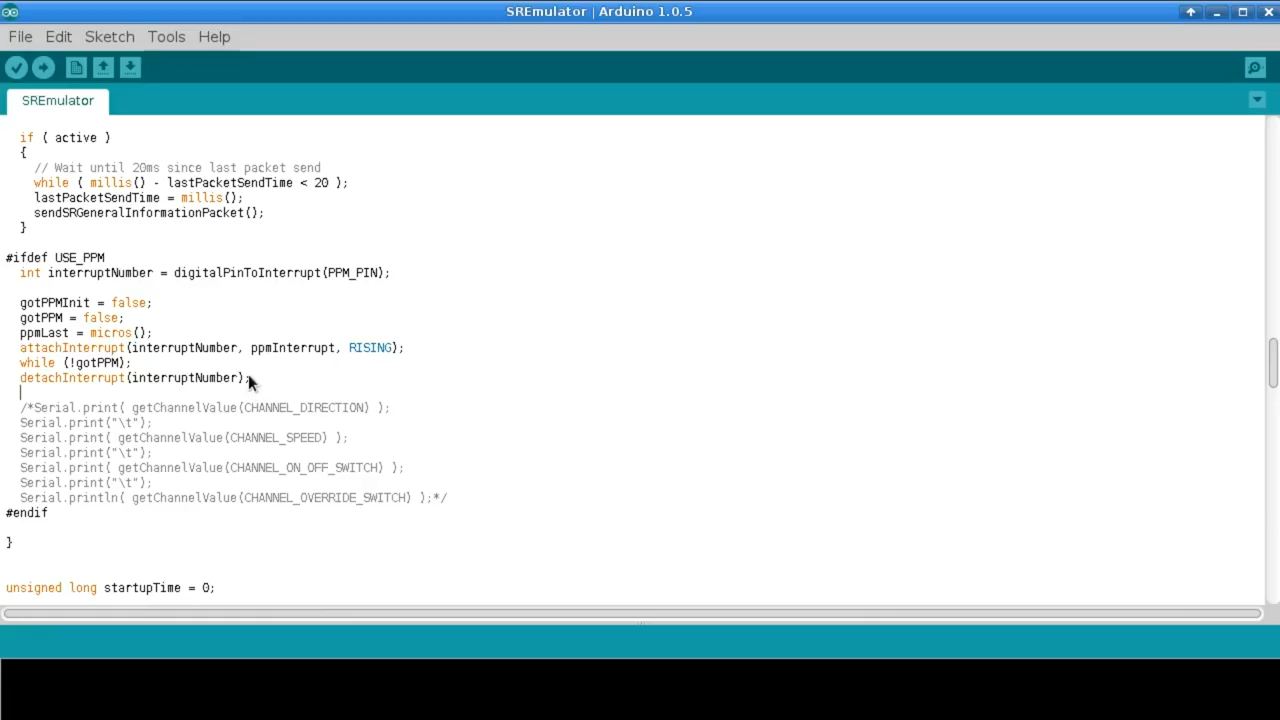 SREmulator | Arduino 1.0.5
File Edit Sketch Tools Help
SREmulator
if ( active )
{
// Wait until 20ms since last packet send
while ( millis() - lastPacketSendTime < 20 );
lastPacketSendTime = millis();
sendSRGeneralInformationPacket();
}
#ifdef USE_PPM
int interruptNumber = digitalPinToInterrupt(PPM_PIN);
gotPPMInit = false;
gotPPM = false;
ppmLast = micros();
attachInterrupt(interruptNumber, ppmInterrupt, RISING);
while (!gotPPM);
detachInterrupt(interruptNumber);
/*Serial.print( getChannelValue(CHANNEL_DIRECTION) );
Serial.print("\t");
Serial.print( getChannelValue(CHANNEL_SPEED) );
Serial.print("\t");
Serial.print( getChannelValue(CHANNEL_ON_OFF_SWITCH) );
Serial.print("\t");
Serial.println( getChannelValue(CHANNEL_OVERRIDE_SWITCH) );*/
#endif
}
unsigned long startupTime = 0;